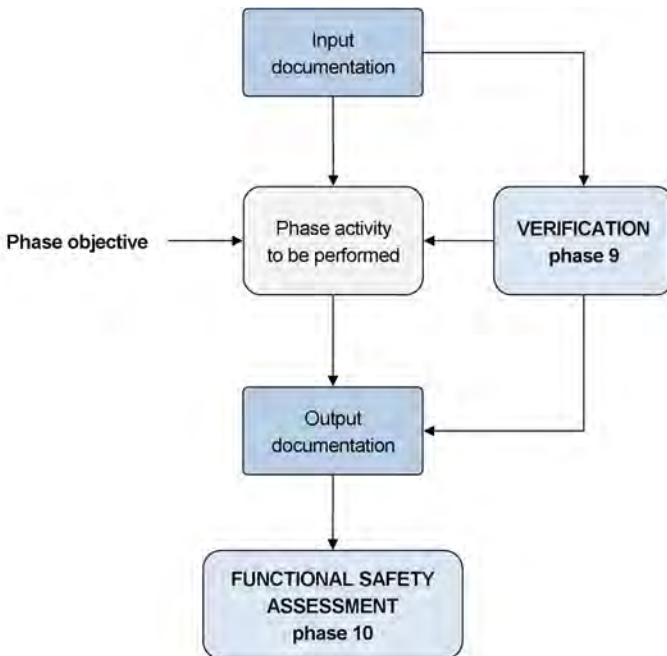 Input
documentation
Phase objective
Phase activity
to be performed
VERIFICATION
phase 9
Output
documentation
FUNCTIONAL SAFETY
ASSESSMENT
phase 10